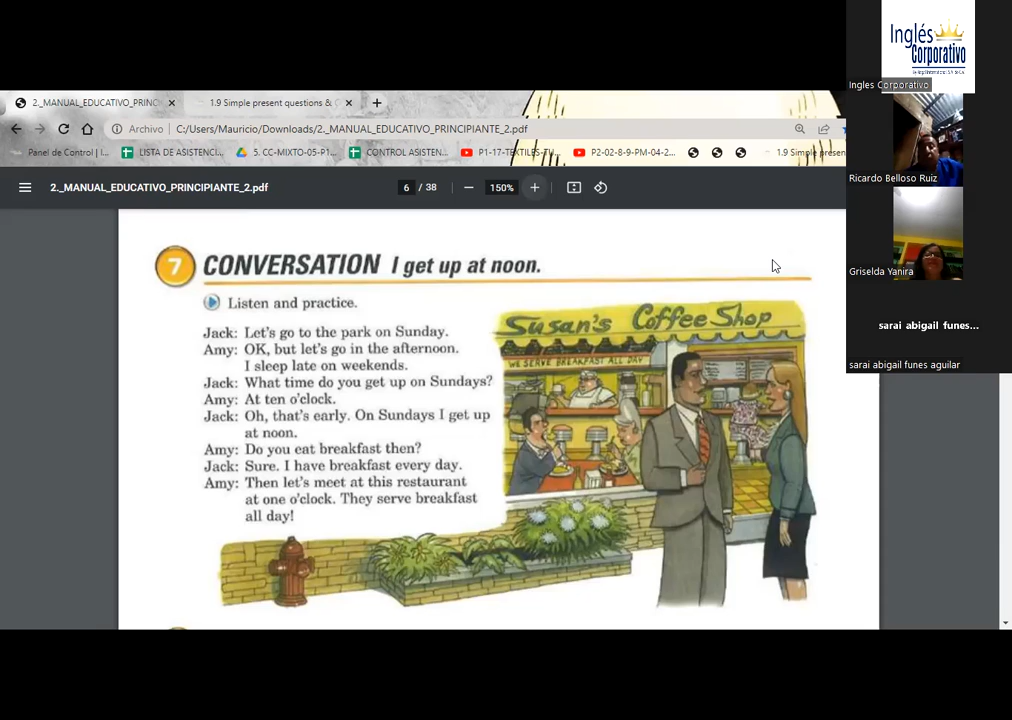 Inglés
Corporativo
Ingles Corporativo
2._MANUAL_EDUCATIVO_PRINCI
1.9 Simple present questions &
Archivo
C:/Users/Mauricio/Downloads/2._MANUAL_EDUCATIVO_PRINCIPIANTE_2.pdf
Panel de Control | I...
LISTA DE ASISTENCI...
5. CC-MIXTO-05-P1...
CONTROL ASISTEN...
P1-17-TEXTILES-TU...
P2-02-8-9-PM-04-2...
1.9 Simple presen
Ricardo Belloso Ruiz
2._MANUAL_EDUCATIVO_PRINCIPIANTE_2.pdf
6 / 38
150%
Griselda Yanira
sarai abigail funes...
sarai abigail funes aguilar
7 CONVERSATION I get up at noon.
Listen and practice.
Jack: Let's go to the park on Sunday.
Amy: OK, but let's go in the afternoon.
I sleep late on weekends.
Jack: What time do you get up on Sundays?
Amy: At ten o'clock.
Jack: Oh, that's early. On Sundays I get up
at noon.
Amy: Do you eat breakfast then?
Jack: Sure. I have breakfast every day.
Amy: Then let's meet at this restaurant
at one o'clock. They serve breakfast
all day!
Susan's Coffee Shop
WE SERVE BREAKFAST ALL DAY